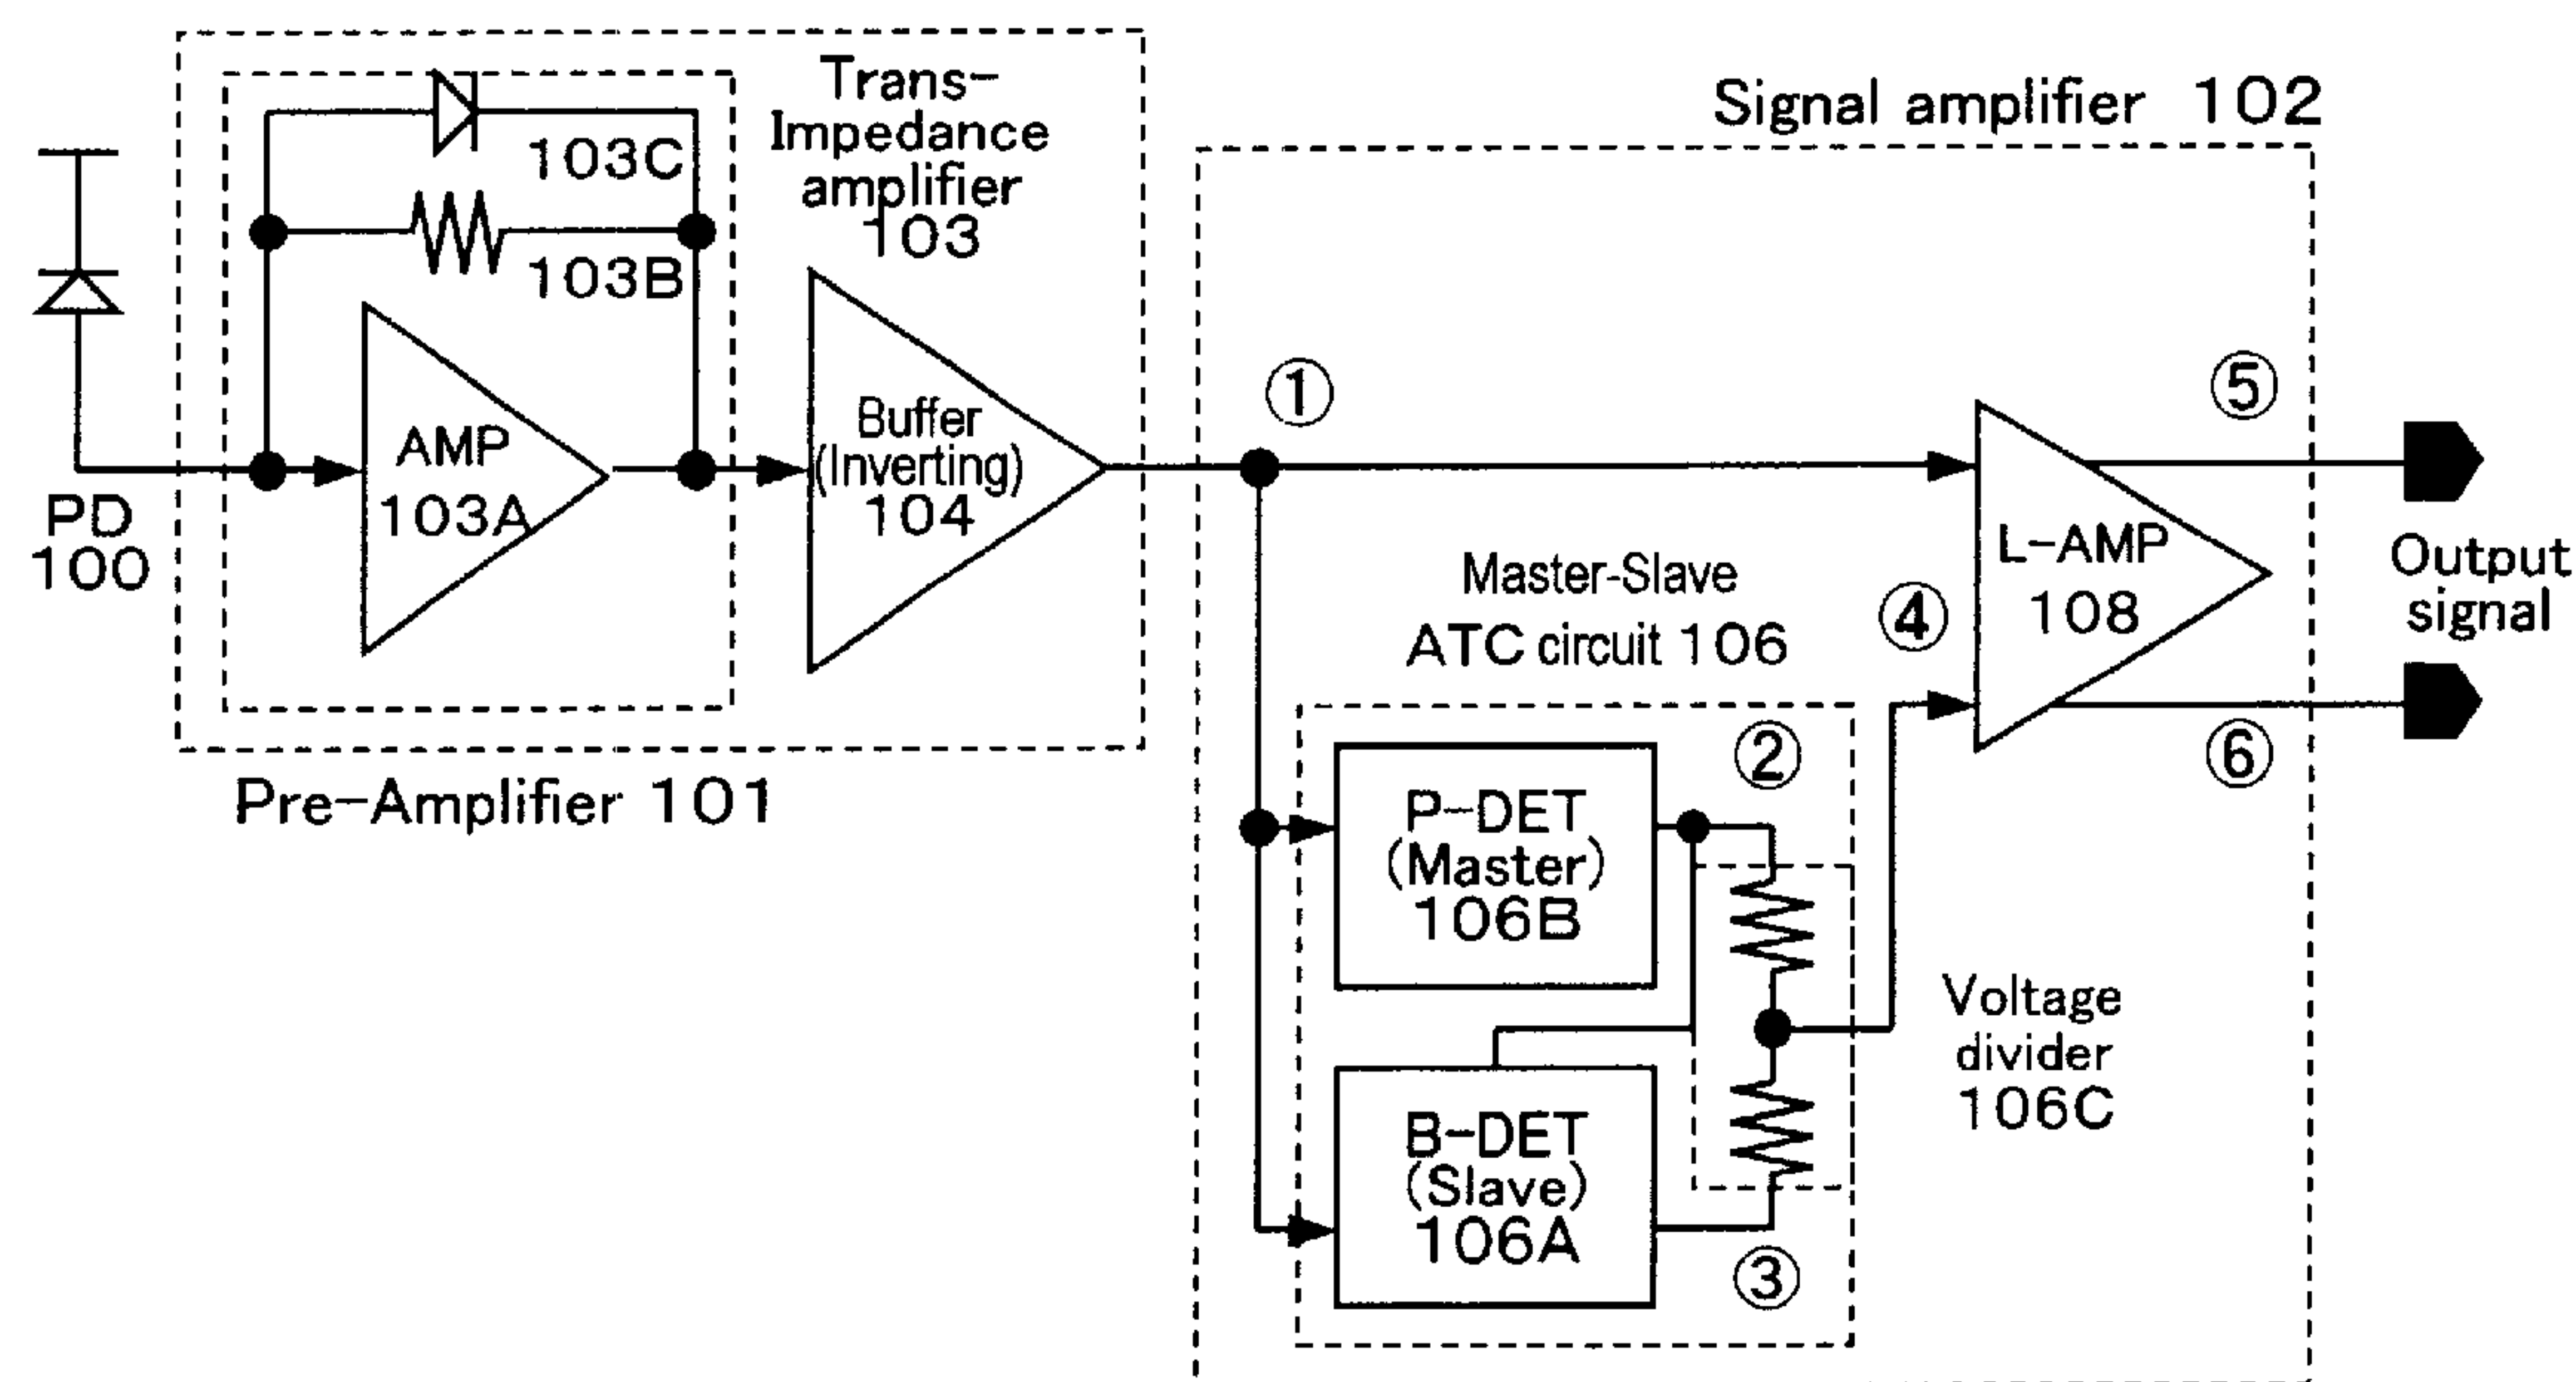 Trans-
Impedance
amplifier
103
Signal amplifier 102
103C
103B
AMP
103A
Buffer
(Inverting)
104
PD
100
Pre-Amplifier 101
①
⑤
L-AMP
108
④
⑥
Output
signal
Master-Slave
ATC circuit 106
②
P-DET
(Master)
106B
Voltage
divider
106C
B-DET
(Slave)
106A
③